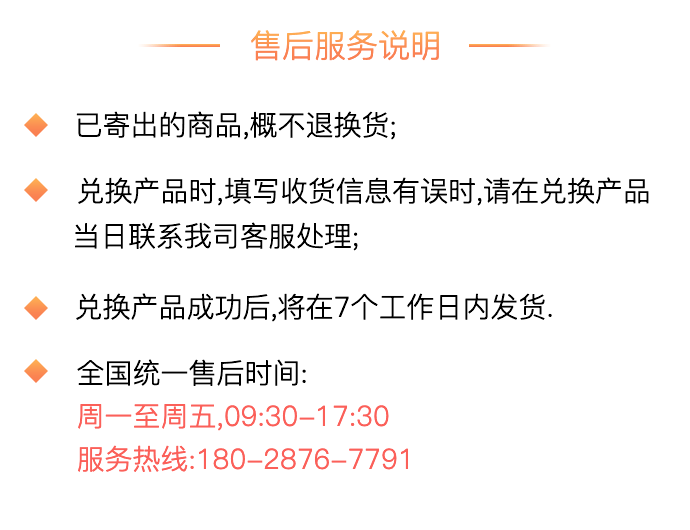 售后服务说明
已寄出的商品,概不退换货;
兑换产品时,填写收货信息有误时,请在兑换产品
当日联系我司客服处理;
兑换产品成功后,将在7个工作日内发货.
全国统一售后时间:
周一至周五,09:30-17:30
服务热线:180-2876-7791